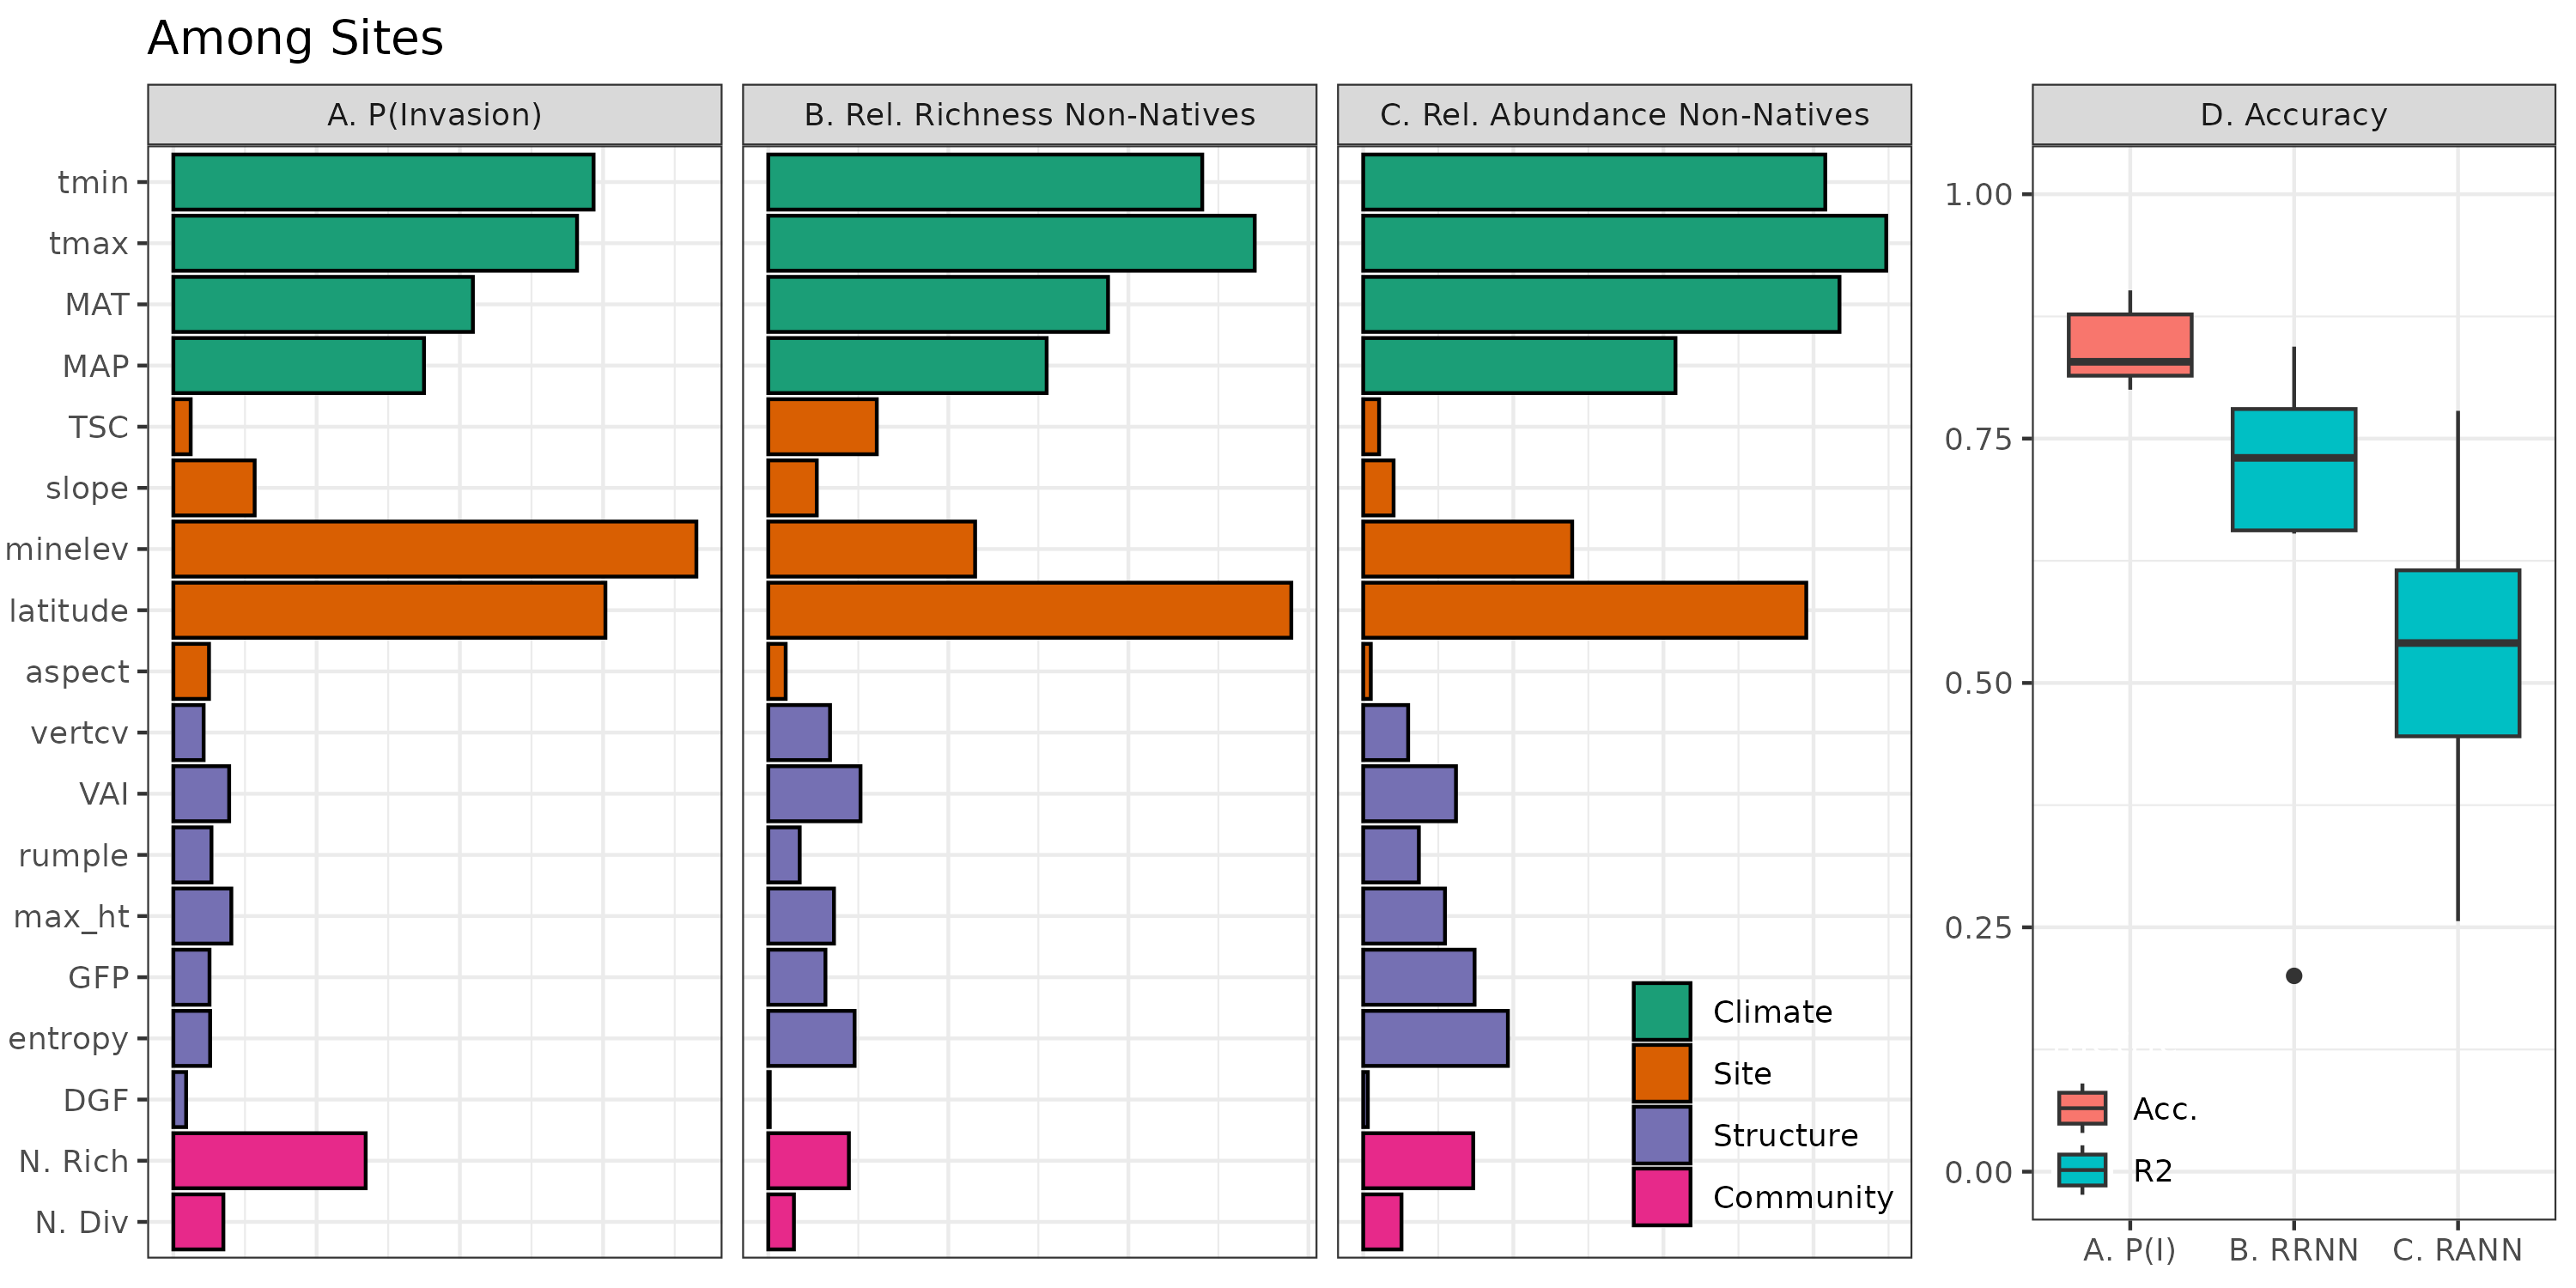 Among Sites
A. P(Invasion)
B. Rel. Richness Non-Natives
C. Rel. Abundance Non-Natives
D. Accuracy
tmin
tmax
MAT
MAP
TSC
slope
minelev
latitude
aspect
vertcv
VAI
rumple
max_ht
GFP
entropy
DGF
N. Rich
N. Div
Climate
Site
Structure
Community
1.00
0.75
0.50
0.25
0.00
Acc.
R2
A. P(I)
B. RRNN
C. RANN